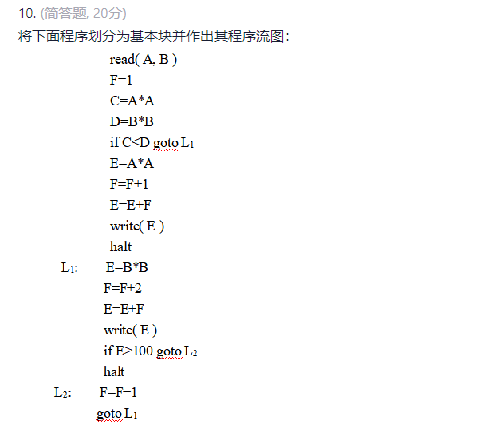 10. (简答题, 20分)
将下面程序划分为基本块并作出其程序流图：
read( A, B )
F=1
C=A*A
D=B*B
if C<D goto L1
E=A*A
F=F+1
E=E+F
write( E )
halt
L1: E=B*B
F=F+2
E=E+F
write( E )
if E>100 goto L2
halt
L2: F=F-1
goto L1